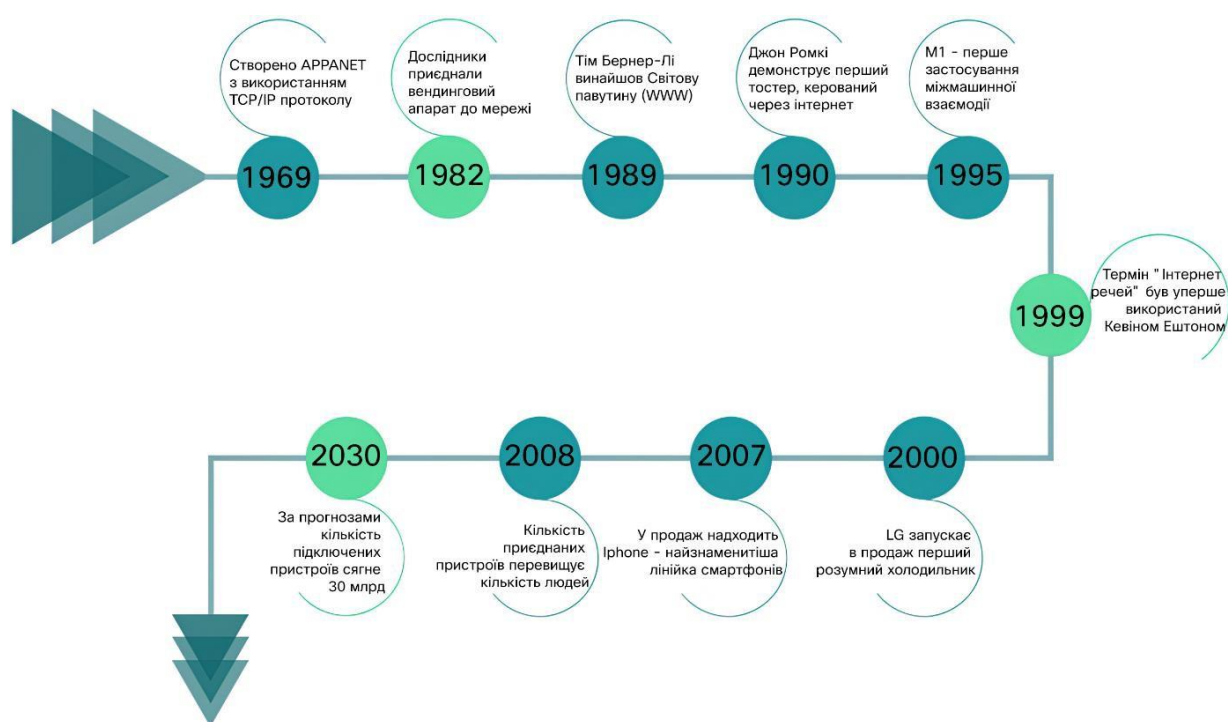 Створено APPANET
з використанням
TCP/IP протоколу
1969
Дослідники
приєднали
вендинговий
апарат до мережі
1982
Тім Бернер-Лі
винайшов Світову
павутину (WWW)
1989
Джон Ромкі
демонструє перший
тостер, керований
через інтернет
1990
M1 - перше
застосування
міжмашинної
взаємодії
1995
Термін " Інтернет
речей" був уперше
використаний
Кевіном Ештоном
1999
2000
LG запускає
в продаж перший
розумний холодильник
2007
У продаж надходить
Iphone - найзнаменитіша
лінійка смартфонів
2008
Кількість
приєднаних
пристроїв перевищує
кількість людей
2030
За прогнозами
кількість
підключених
пристроїв сягне
30 млрд